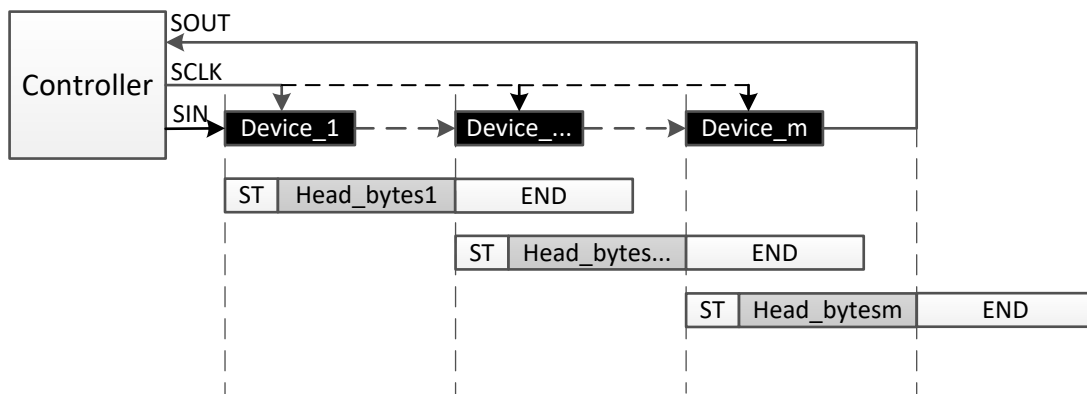 SOUT
Controller
SCLK
SIN
Device_1
Device_...
Device_m
ST Head_bytes1 END
ST Head_bytes... END
ST Head_bytesm END